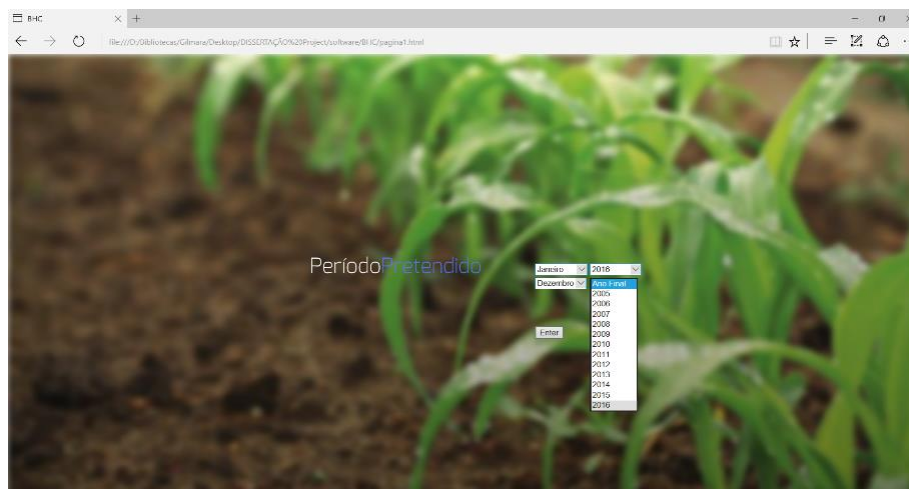 BHC
file:///D:/Bibliotecas/Gilmara/Desktop/DISSERTAÇÃO%20Project/software/BHC/pagina1.html
PeríodoPretendido
Janeiro 2016
Dezembro Ano Final
2005
2006
2007
2008
2009
2010
2011
2012
2013
2014
2015
2016
Enter